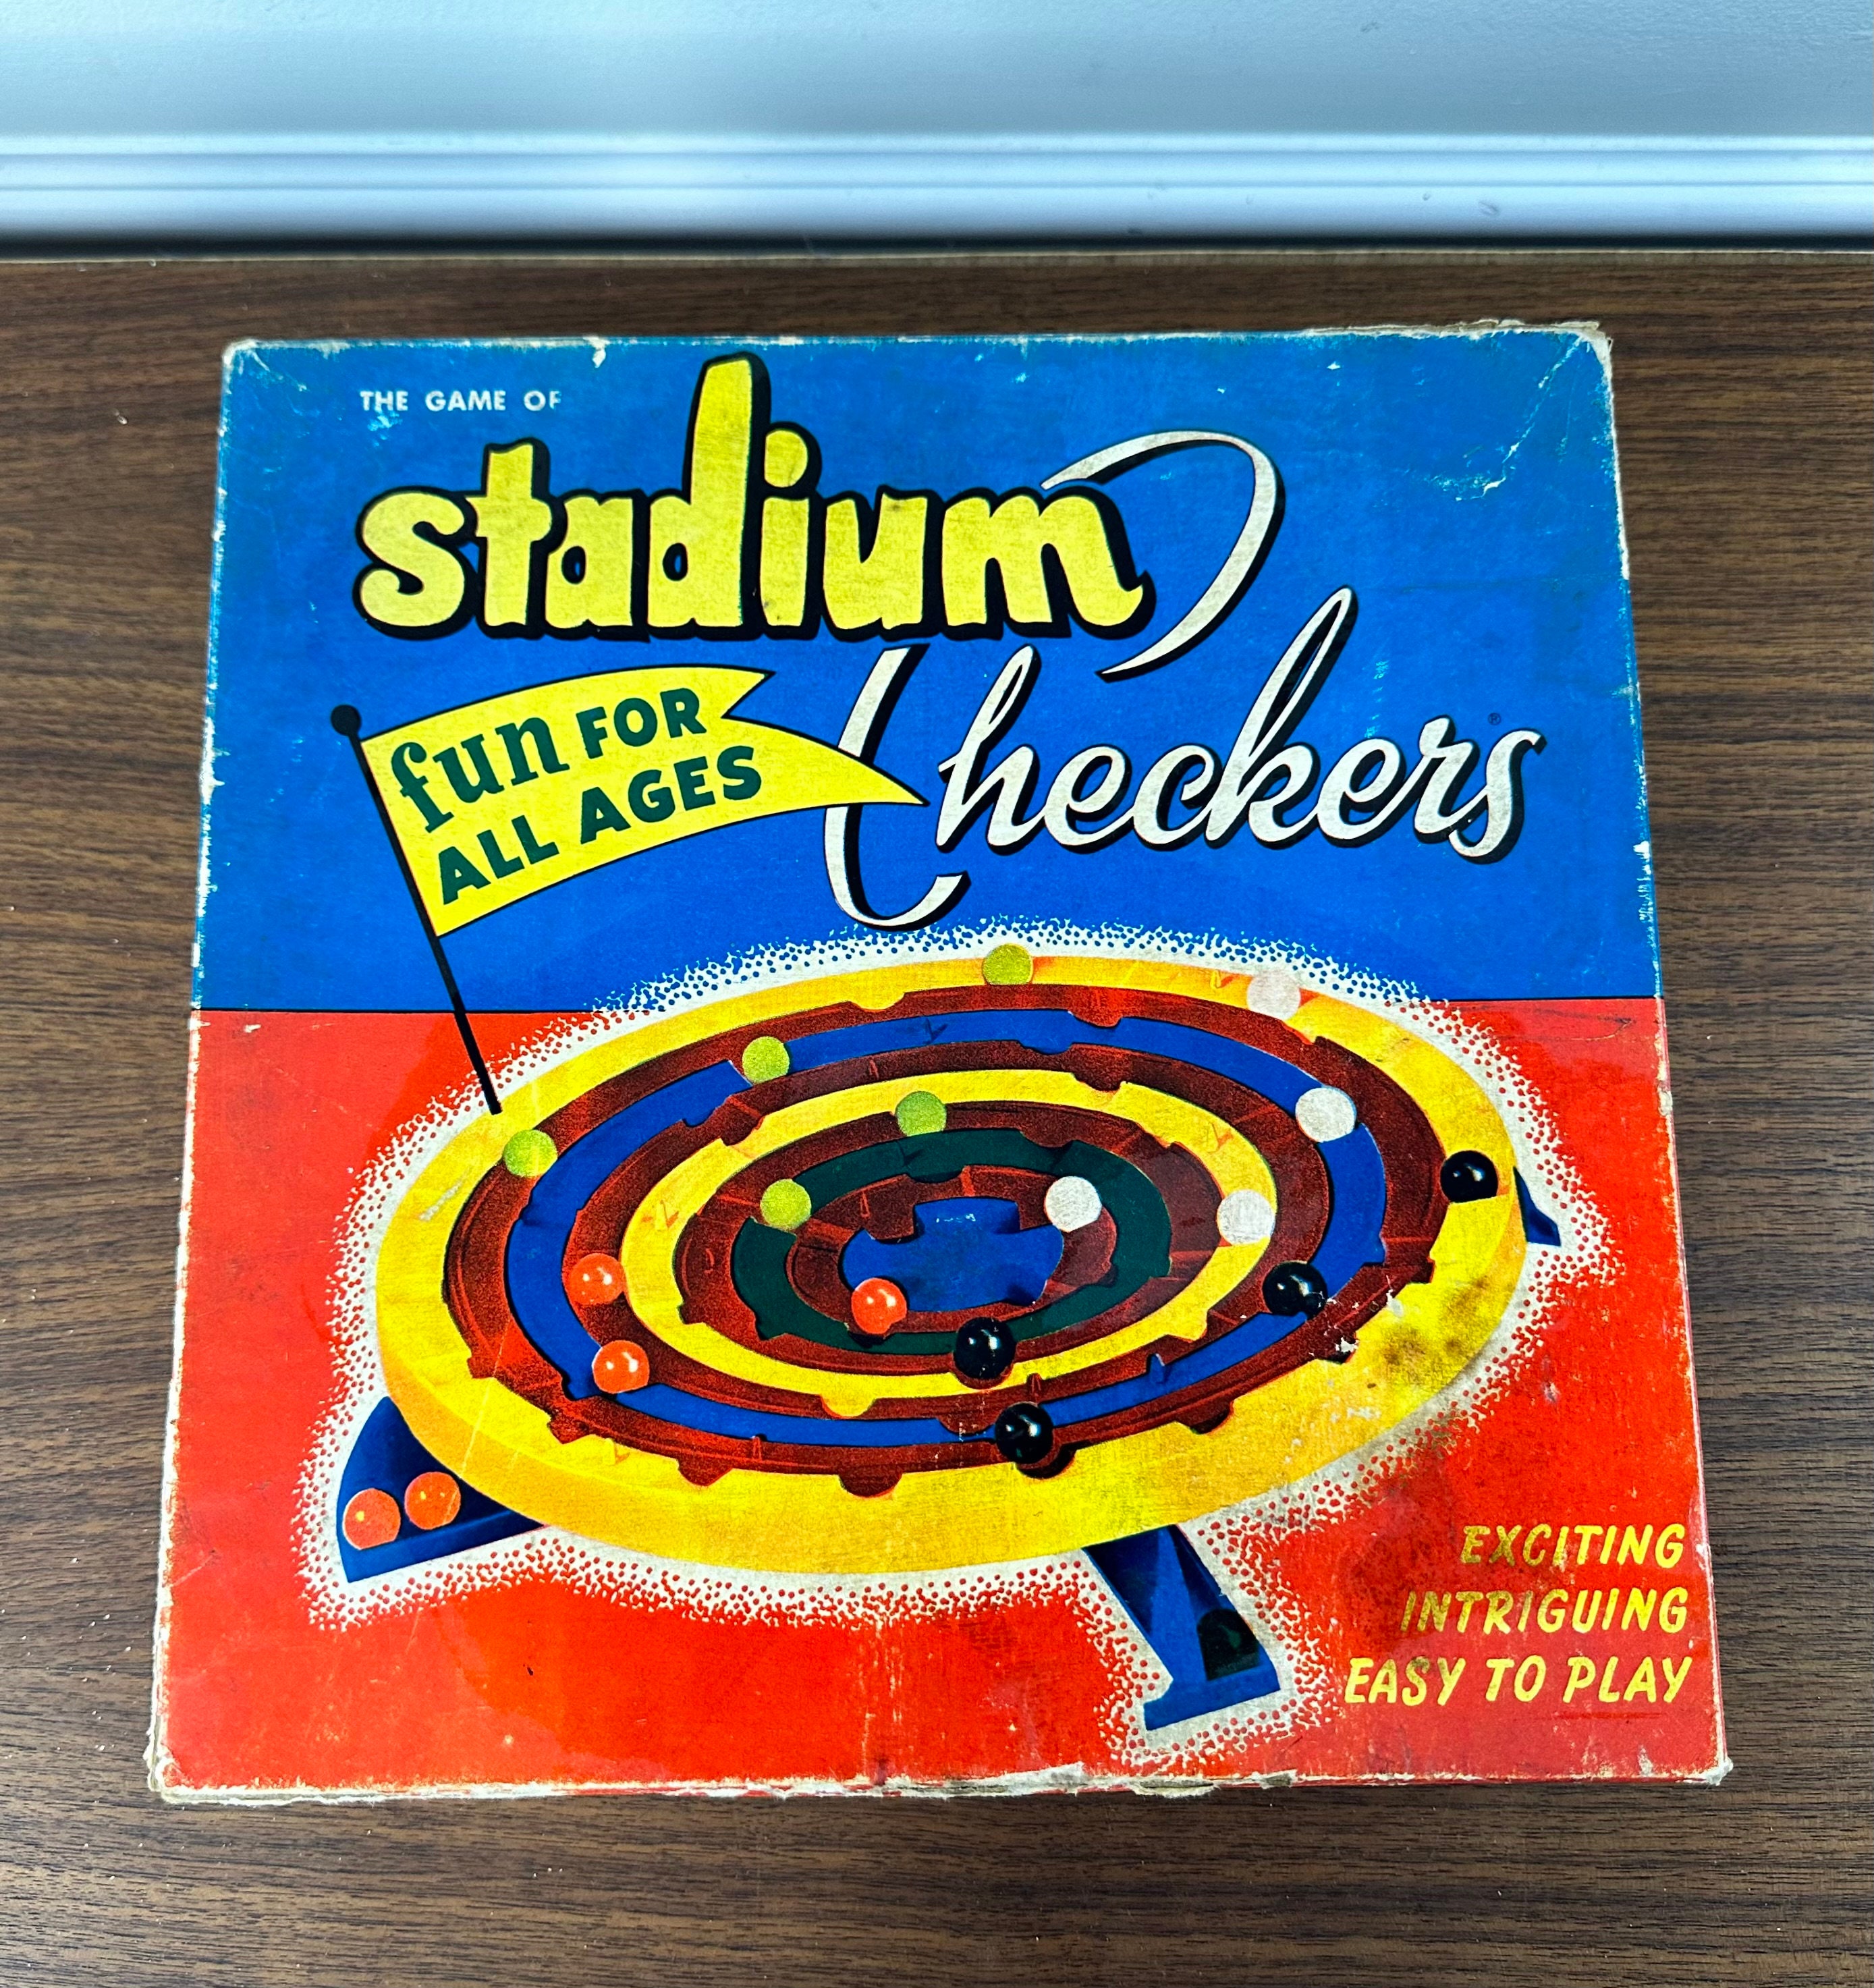 THE GAME OF
stadium
Checkers®
fun FOR
ALL AGES
EXCITING
INTRIGUING
EASY TO PLAY